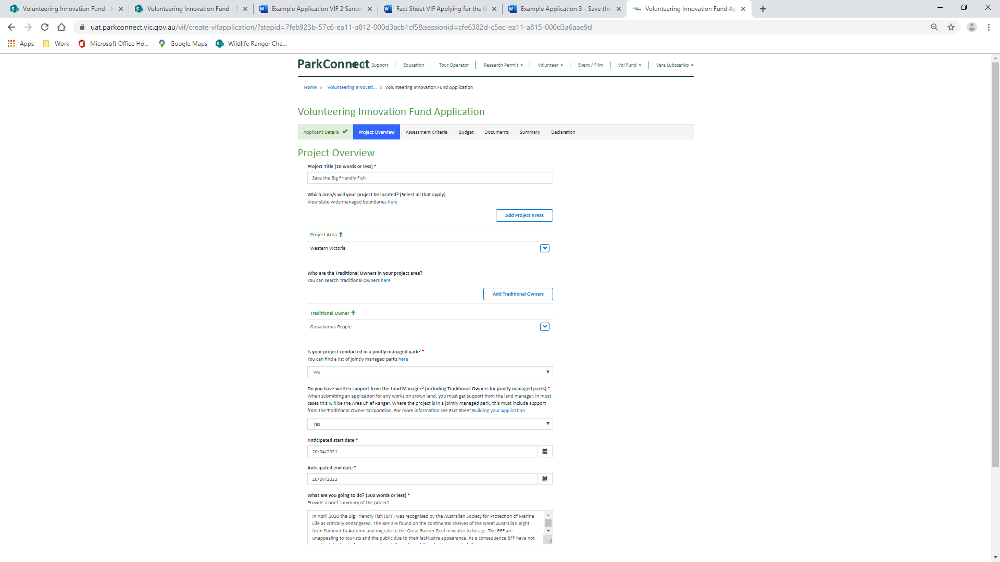 Volunteering Innovation Fund - H
Volunteering Innovation Fund - P
Example Application VIF 2 Senso
Fact Sheet VIF Applying for the G
Example Application 3 - Save the
Volunteering Innovation Fund Ap
uat.parkconnect.vic.gov.au/vif/create-vifapplication/?stepid=7feb923b-57c6-ea11-a812-000d3acb1cf5&sessionid=cfe6382d-c5ec-ea11-a815-000d3a6aae9d
Apps Work Microsoft Office Ho... Google Maps Wildlife Ranger Cha...
ParkConnect Support Education Tour Operator Research Permit Volunteer Event / Film Vol Fund Vera Lubczenko
Home > Volunteering Innovati... > Volunteering Innovation Fund Application
Volunteering Innovation Fund Application
Applicant Details Project Overview Assessment Criteria Budget Documents Summary Declaration
Project Overview
Project Title (10 words or less) *
Save the Big Friendly Fish
Which area/s will your project be located? (Select all that apply)
View state wide managed boundaries here
Add Project Areas
Project Area
Western Victoria
Who are the Traditional Owners in your project area?
You can search Traditional Owners here
Add Traditional Owners
Traditional Owner
Gunaikurnai People
Is your project conducted in a jointly managed park? *
You can find a list of jointly managed parks here
Yes
Do you have written support from the Land Manager? (including Traditional Owners for jointly managed parks) *
When submitting an application for any works on crown land, you must get support from the land manager. In most
cases this will be the Area Chief Ranger. Where the project is in a jointly managed park, this must include support
from the Traditional Owner Corporation. For more information see Fact Sheet Building your Application
Yes
Anticipated start date *
20/04/2021
Anticipated end date *
20/04/2023
What are you going to do? (300 words or less) *
Provide a brief summary of the project
In April 2020 the Big Friendly Fish (BFF) was recognised by the Australian Society for Protection of Marine
Life as critically endangered. The BFF are found on the continental shelves of the Great Australian Bight
from Summer to Autumn and migrate to the Great Barrier Reef in winter to forage. The BFF are
unappealing to tourists and the public due to their lacklustre appearance. As a consequence BFF have not